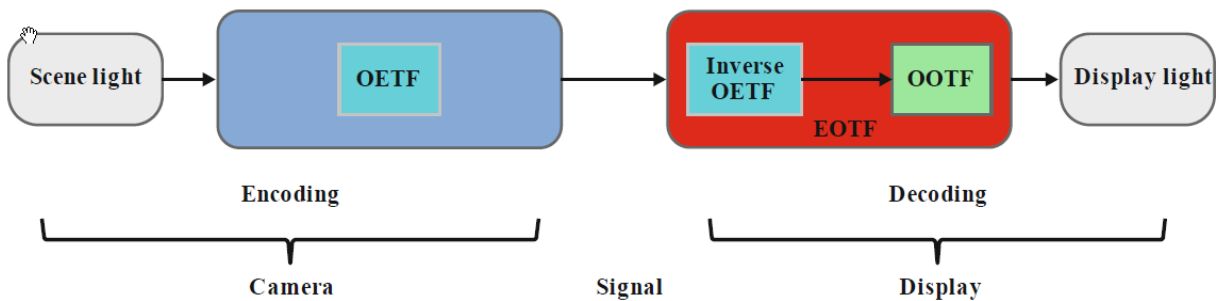 Scene light
OETF
Inverse
OETF
OOTF
EOTF
Display light
Encoding
Decoding
Camera
Signal
Display